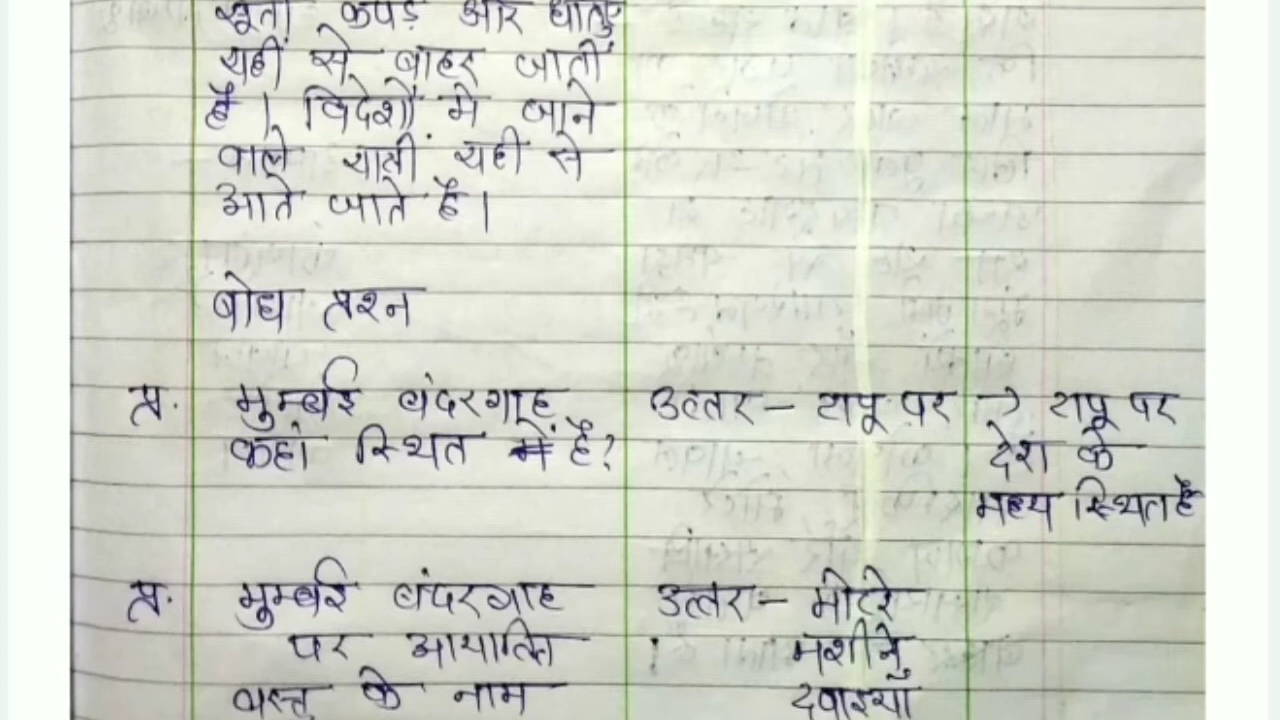 सूती कपड़े और धातुएँ
यहाँ से बाहर जाती
है। विदेशों में जाने
वाले यात्री यही से
आते जाते है।
बोध प्रश्न
प्र. मुम्बई बंदरगाह उत्तर – टापू पर → टापू पर
कहाँ स्थित में है? देश के
मध्य स्थित है
प्र. मुम्बई बंदरगाह उत्तर – मोटरे
पर आयातित मशीने
वस्तु के नाम दवाइयाँ